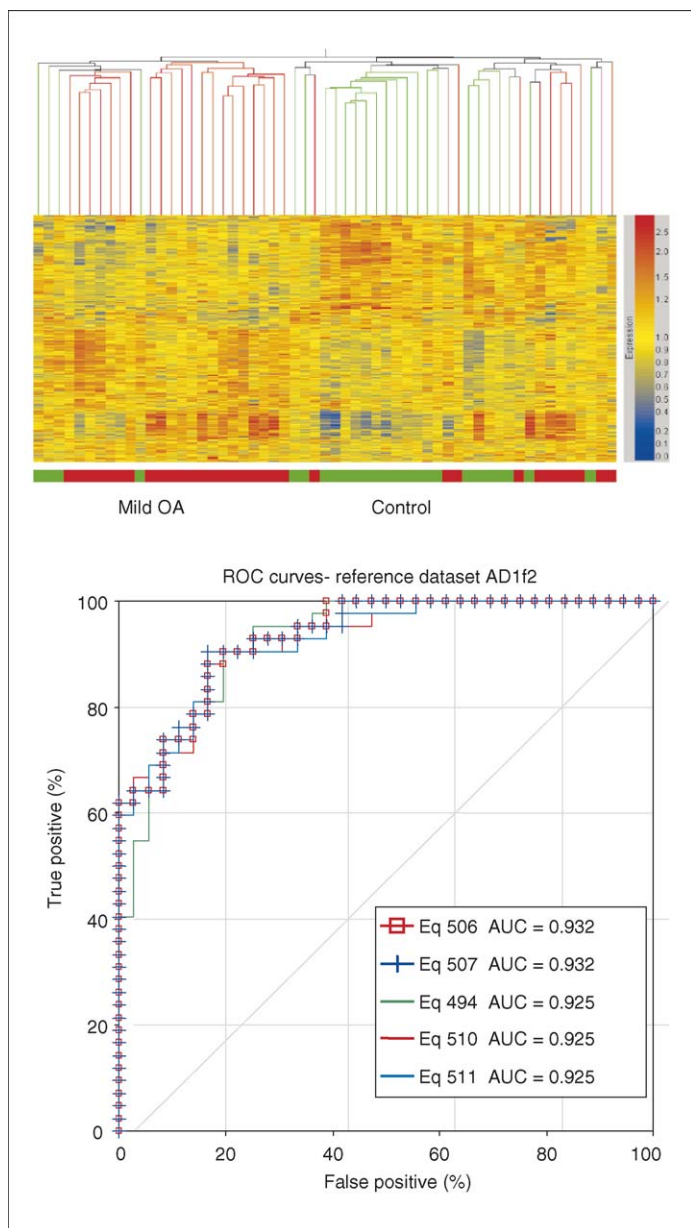 2.5
1.5
1.2
1.0
0.9
0.8
0.7
0.6
0.5
0.4
0.2
0.1
0.0
Expression
Mild OA Control
ROC curves- reference dataset AD1f2
100
80
60
40
20
0
True positive (%)
Eq 506 AUC = 0.932
Eq 507 AUC = 0.932
Eq 494 AUC = 0.925
Eq 510 AUC = 0.925
Eq 511 AUC = 0.925
0 20 40 60 80 100
False positive (%)